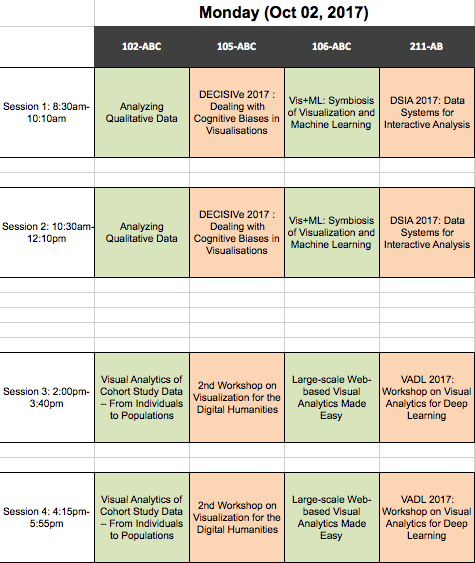 Monday (Oct 02, 2017)
102-ABC 105-ABC 106-ABC 211-AB
Session 1: 8:30am-
10:10am
Analyzing
Qualitative Data
DECISIVe 2017 :
Dealing with
Cognitive Biases in
Visualisations
Vis+ML: Symbiosis
of Visualization and
Machine Learning
DSIA 2017: Data
Systems for
Interactive Analysis
Session 2: 10:30am-
12:10pm
Analyzing
Qualitative Data
DECISIVe 2017 :
Dealing with
Cognitive Biases in
Visualisations
Vis+ML: Symbiosis
of Visualization and
Machine Learning
DSIA 2017: Data
Systems for
Interactive Analysis
Session 3: 2:00pm-
3:40pm
Visual Analytics of
Cohort Study Data
– From Individuals
to Populations
2nd Workshop on
Visualization for the
Digital Humanities
Large-scale Web-
based Visual
Analytics Made
Easy
VADL 2017:
Workshop on Visual
Analytics for Deep
Learning
Session 4: 4:15pm-
5:55pm
Visual Analytics of
Cohort Study Data
– From Individuals
to Populations
2nd Workshop on
Visualization for the
Digital Humanities
Large-scale Web-
based Visual
Analytics Made
Easy
VADL 2017:
Workshop on Visual
Analytics for Deep
Learning